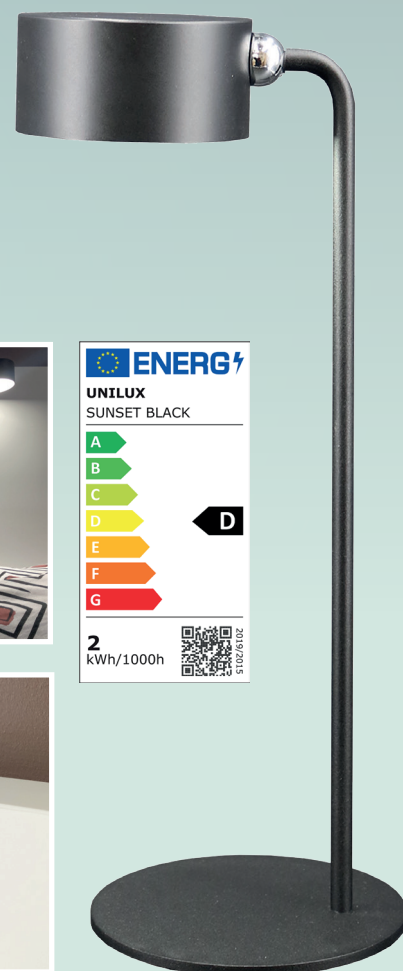 ENERG
UNILUX
SUNSET BLACK
A
B
C
D
D
E
F
G
2
kWh/1000h
2019/2015